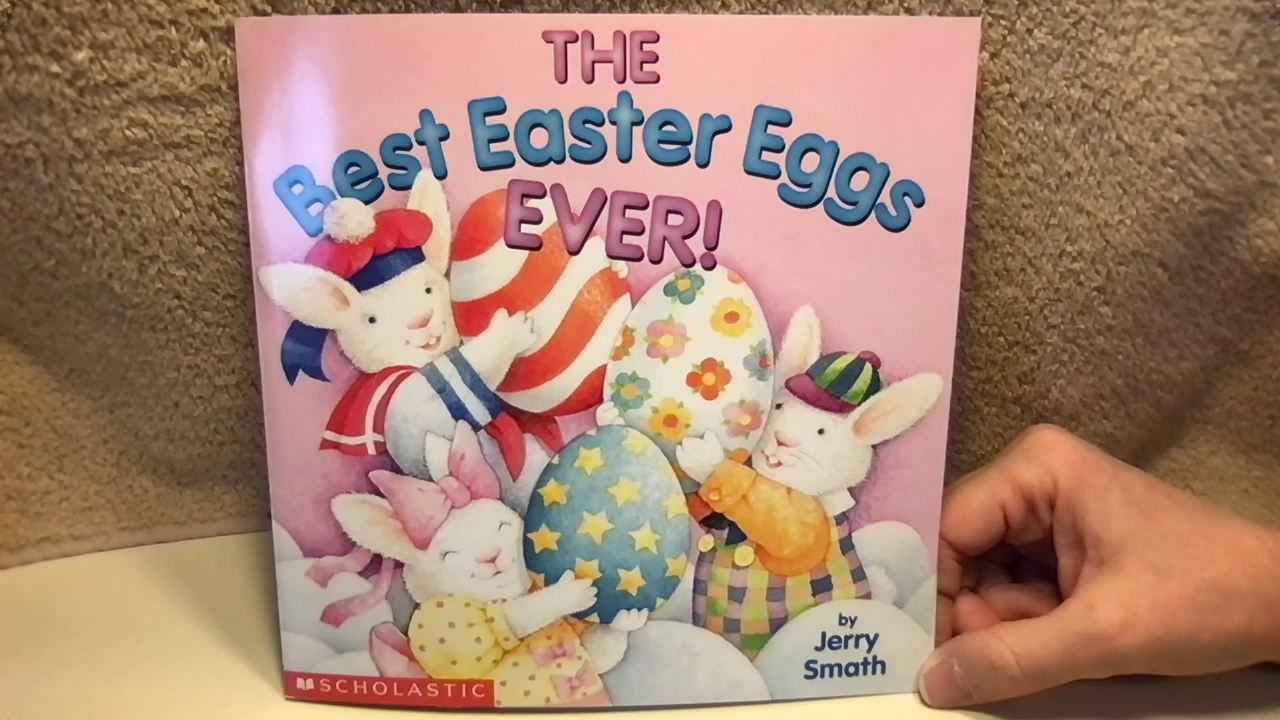 THE
Best Easter Eggs
EVER!
by
Jerry
Smath
SCHOLASTIC